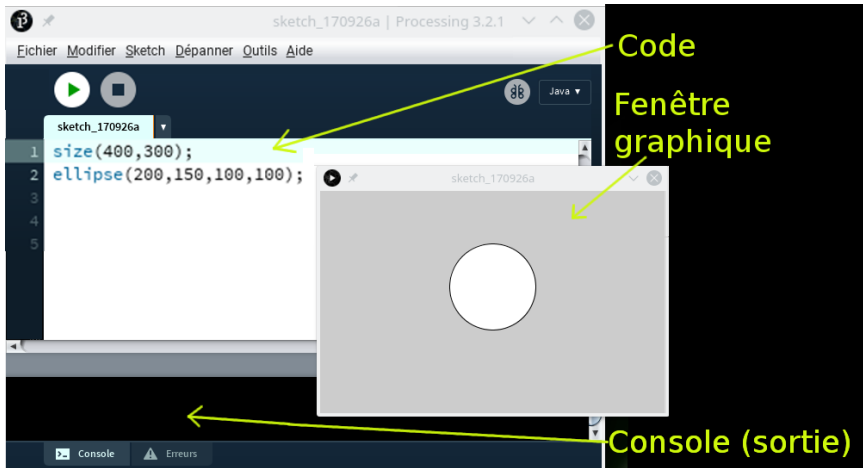 sketch_170926a | Processing 3.2.1
Fichier Modifier Sketch Dépanner Outils Aide
Code
Java
Fenêtre
graphique
sketch_170926a
1 size(400,300);
2 ellipse(200,150,100,100);
3
4
5
sketch_170926a
Console (sortie)
Console
Erreurs